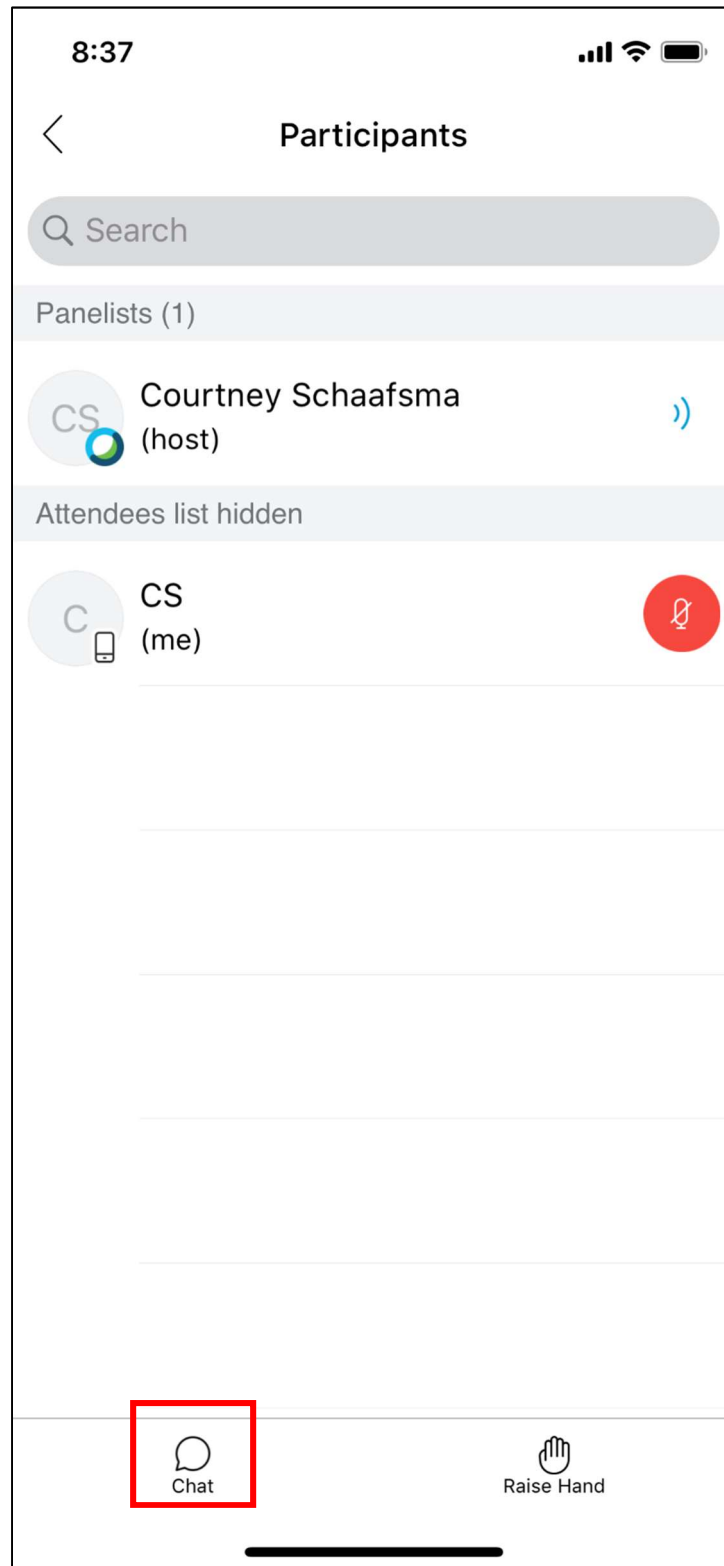 8:37
Participants
Search
Panelists (1)
CS
Courtney Schaafsma
(host)
Attendees list hidden
C
CS
(me)
Chat
Raise Hand